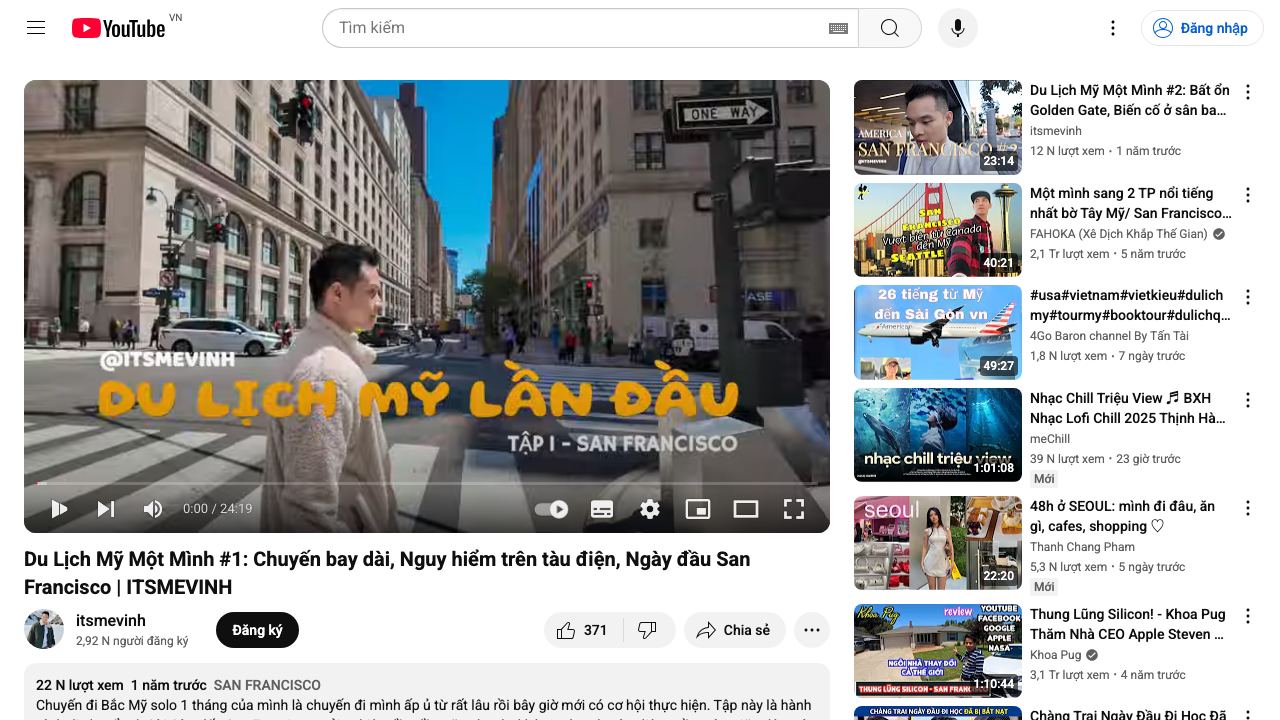 YouTube VN
Tìm kiếm
Đăng nhập
ONE WAY
@ITSMEVINH
DU LỊCH MỸ LẦN ĐẦU
TẬP 1 - SAN FRANCISCO
0:00 / 24:19
Du Lịch Mỹ Một Mình #1: Chuyến bay dài, Nguy hiểm trên tàu điện, Ngày đầu San
Francisco | ITSMEVINH
itsmevinh
2,92 N người đăng ký
Đăng ký
371
Chia sẻ
22 N lượt xem 1 năm trước SAN FRANCISCO
Chuyến đi Bắc Mỹ solo 1 tháng của mình là chuyến đi mình ấp ủ từ rất lâu rồi bây giờ mới có cơ hội thực hiện. Tập này là hành
AMERICA
SAN FRANCISCO #2
@ITSMEVINH
23:14
Du Lịch Mỹ Một Mình #2: Bất ổn
Golden Gate, Biến cố ở sân ba…
itsmevinh
12 N lượt xem • 1 năm trước
SAN
FRANCISCO
Vượt biên từ Canada
đến Mỹ
SEATTLE
40:21
Một mình sang 2 TP nổi tiếng
nhất bờ Tây Mỹ/ San Francisco…
FAHOKA (Xê Dịch Khắp Thế Gian)
2,1 Tr lượt xem • 5 năm trước
26 tiếng từ Mỹ
đến Sài Gòn vn
American
49:27
#usa#vietnam#vietkieu#dulich
my#tourmy#booktour#dulichq…
4Go Baron channel By Tấn Tài
1,8 N lượt xem • 7 ngày trước
nhạc chill triệu view
1:01:08
Nhạc Chill Triệu View 🎵 BXH
Nhạc Lofi Chill 2025 Thịnh Hà…
meChill
39 N lượt xem • 23 giờ trước
Mới
seoul
22:20
48h ở SEOUL: mình đi đâu, ăn
gì, cafes, shopping ♡
Thanh Chang Pham
5,3 N lượt xem • 5 ngày trước
Mới
Khoa Pug
review
YOUTUBE
FACEBOOK
GOOGLE
APPLE
NASA
NGÔI NHÀ THAY ĐỔI
CẢ THẾ GIỚI
THUNG LŨNG SILICON - SAN FRAN
1:10:44
Thung Lũng Silicon! - Khoa Pug
Thăm Nhà CEO Apple Steven …
Khoa Pug
3,1 Tr lượt xem • 4 năm trước
CHÀNG TRAI NGÀY ĐẦU ĐI HỌC ĐÃ BỊ BẮT NẠT
Chàng Trai Ngày Đầu Đi Học Đã